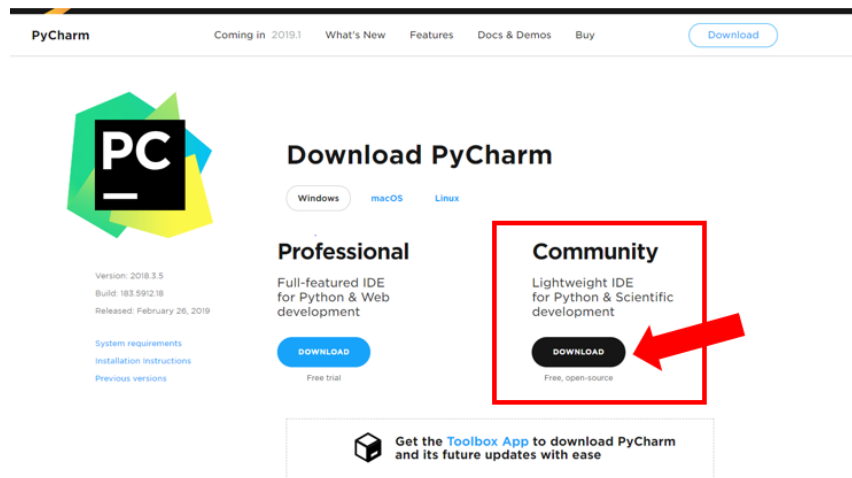 PyCharm
Coming in 2019.1 What's New Features Docs & Demos Buy Download
PC
Download PyCharm
Windows macOS Linux
Professional
Full-featured IDE
for Python & Web
development
DOWNLOAD
Free trial
Community
Lightweight IDE
for Python & Scientific
development
DOWNLOAD
Free, open-source
Version: 2018.3.5
Build: 183.5912.18
Released: February 26, 2019
System requirements
Installation Instructions
Previous versions
Get the Toolbox App to download PyCharm
and its future updates with ease